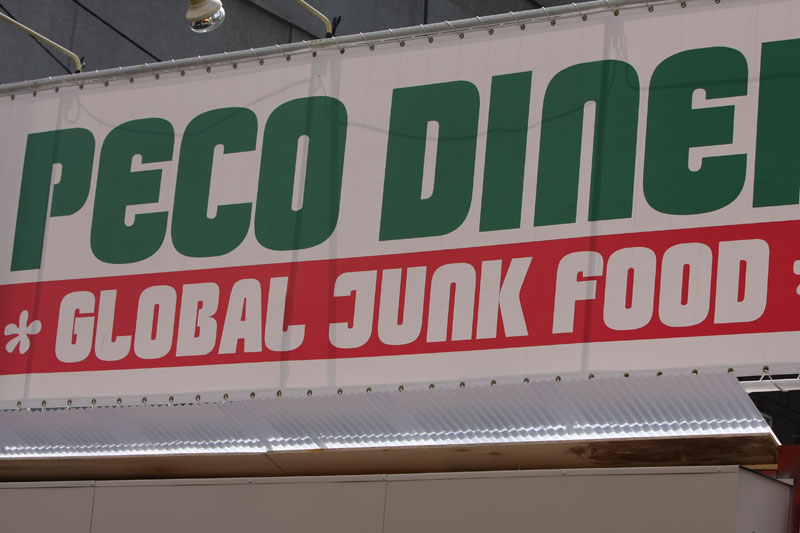 PECO DINER
* GLOBAL JUNK FOOD *